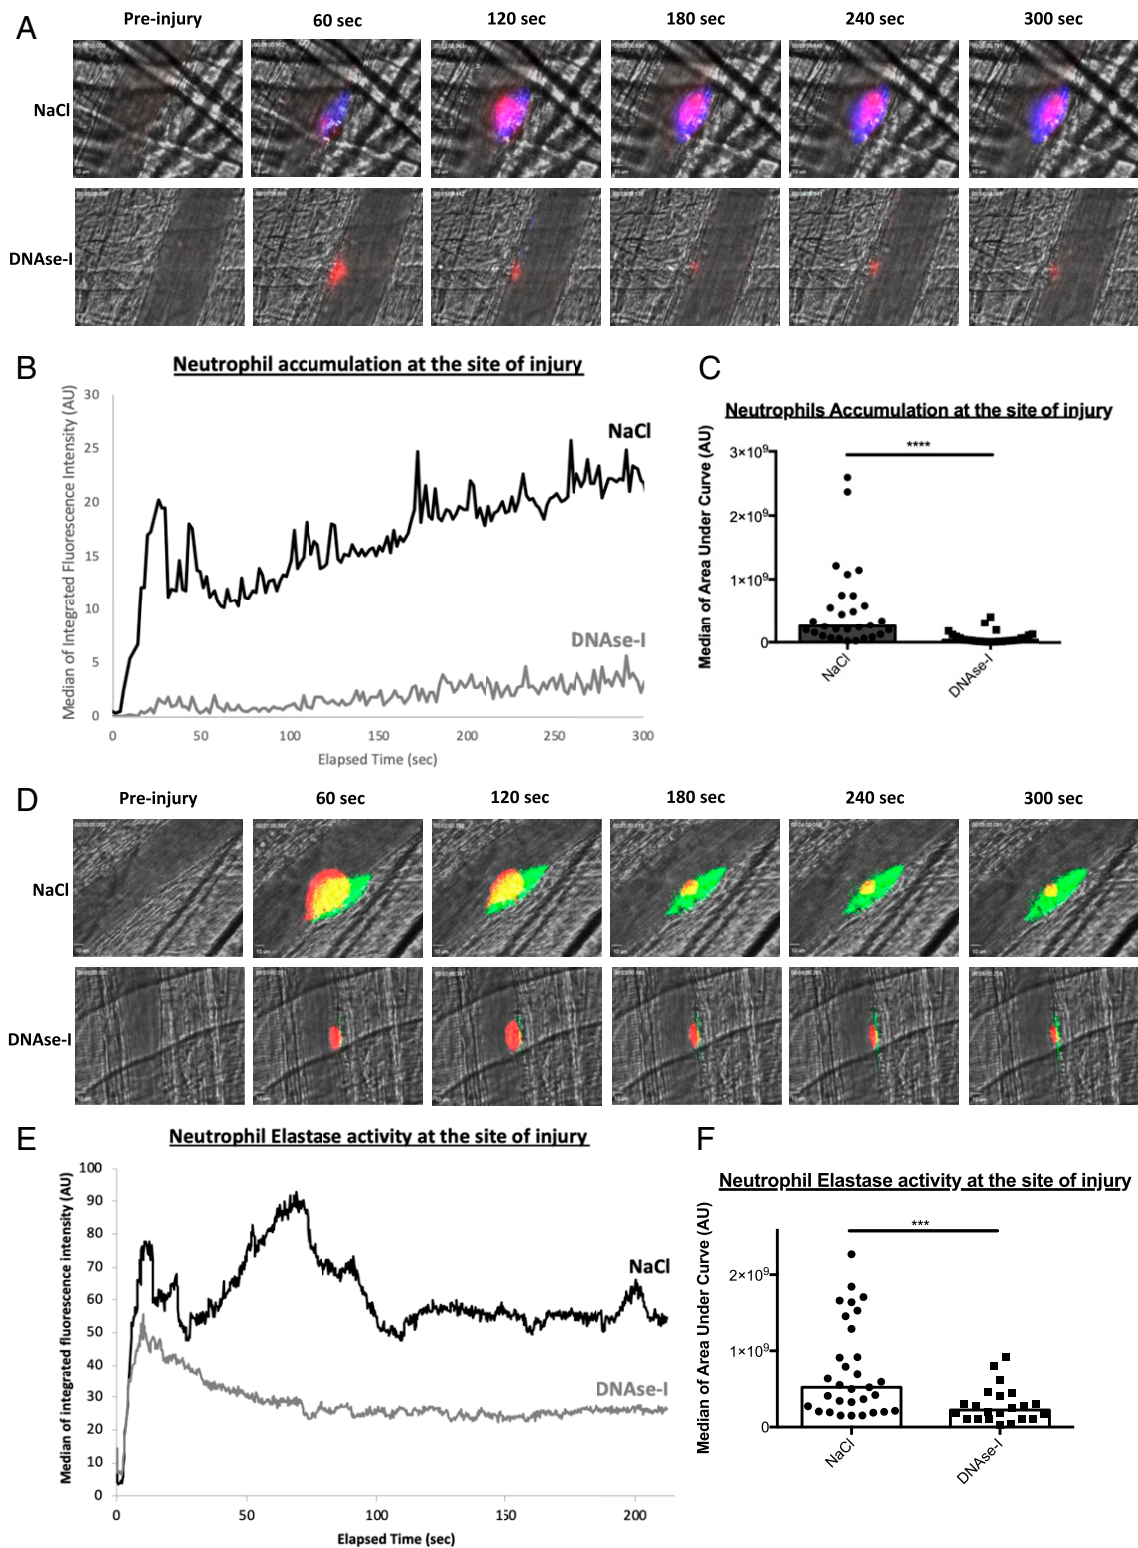 A
Pre-injury 60 sec 120 sec 180 sec 240 sec 300 sec
NaCl
DNAse-I
B
Neutrophil accumulation at the site of injury
Median of Integrated Fluorescence Intensity (AU)
30
25
20
15
10
5
0
NaCl
DNAse-I
0 50 100 150 200 250 300
Elapsed Time (sec)
C
Neutrophils Accumulation at the site of injury
Median of Area Under Curve (AU)
3×10⁹
2×10⁹
1×10⁹
0
****
NaCl
DNAse-I
D
Pre-injury 60 sec 120 sec 180 sec 240 sec 300 sec
NaCl
DNAse-I
E
Neutrophil Elastase activity at the site of injury
Median of integrated fluorescence intensity (AU)
100
90
80
70
60
50
40
30
20
10
0
NaCl
DNAse-I
0 50 100 150 200
Elapsed Time (sec)
F
Neutrophil Elastase activity at the site of injury
Median of Area Under Curve (AU)
2×10⁹
1×10⁹
0
***
NaCl
DNAse-I